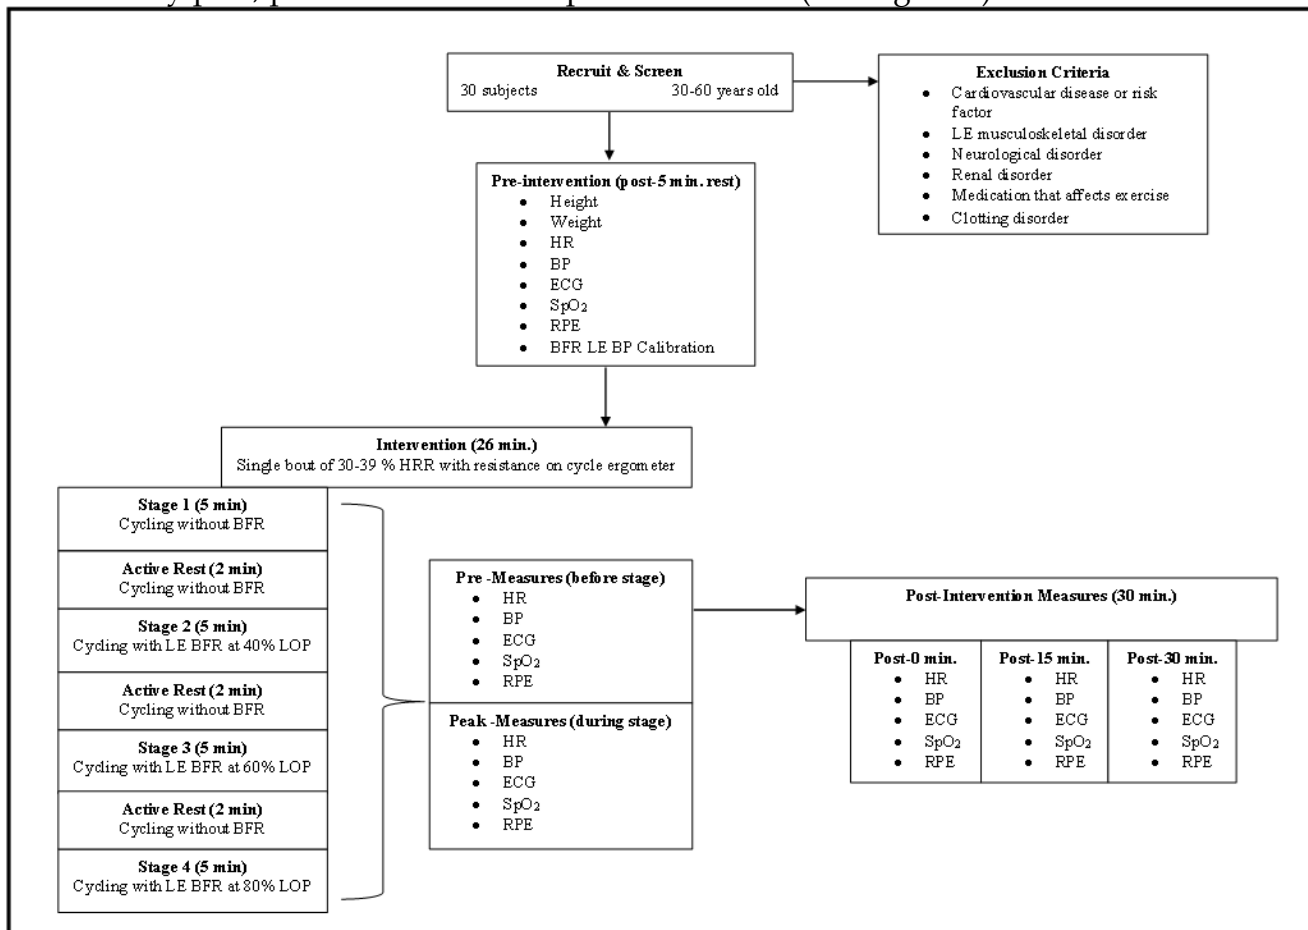 Recruit & Screen
30 subjects 30-60 years old
Exclusion Criteria
• Cardiovascular disease or risk
factor
• LE musculoskeletal disorder
• Neurological disorder
• Renal disorder
• Medication that affects exercise
• Clotting disorder
Pre-intervention (post-5 min. rest)
• Height
• Weight
• HR
• BP
• ECG
• SpO₂
• RPE
• BFR LE BP Calibration
Intervention (26 min.)
Single bout of 30-39 % HRR with resistance on cycle ergometer
Stage 1 (5 min)
Cycling without BFR
Active Rest (2 min)
Cycling without BFR
Stage 2 (5 min)
Cycling with LE BFR at 40% LOP
Active Rest (2 min)
Cycling without BFR
Stage 3 (5 min)
Cycling with LE BFR at 60% LOP
Active Rest (2 min)
Cycling without BFR
Stage 4 (5 min)
Cycling with LE BFR at 80% LOP
Pre -Measures (before stage)
• HR
• BP
• ECG
• SpO₂
• RPE
Peak -Measures (during stage)
• HR
• BP
• ECG
• SpO₂
• RPE
Post-Intervention Measures (30 min.)
Post-0 min.
• HR
• BP
• ECG
• SpO₂
• RPE
Post-15 min.
• HR
• BP
• ECG
• SpO₂
• RPE
Post-30 min.
• HR
• BP
• ECG
• SpO₂
• RPE